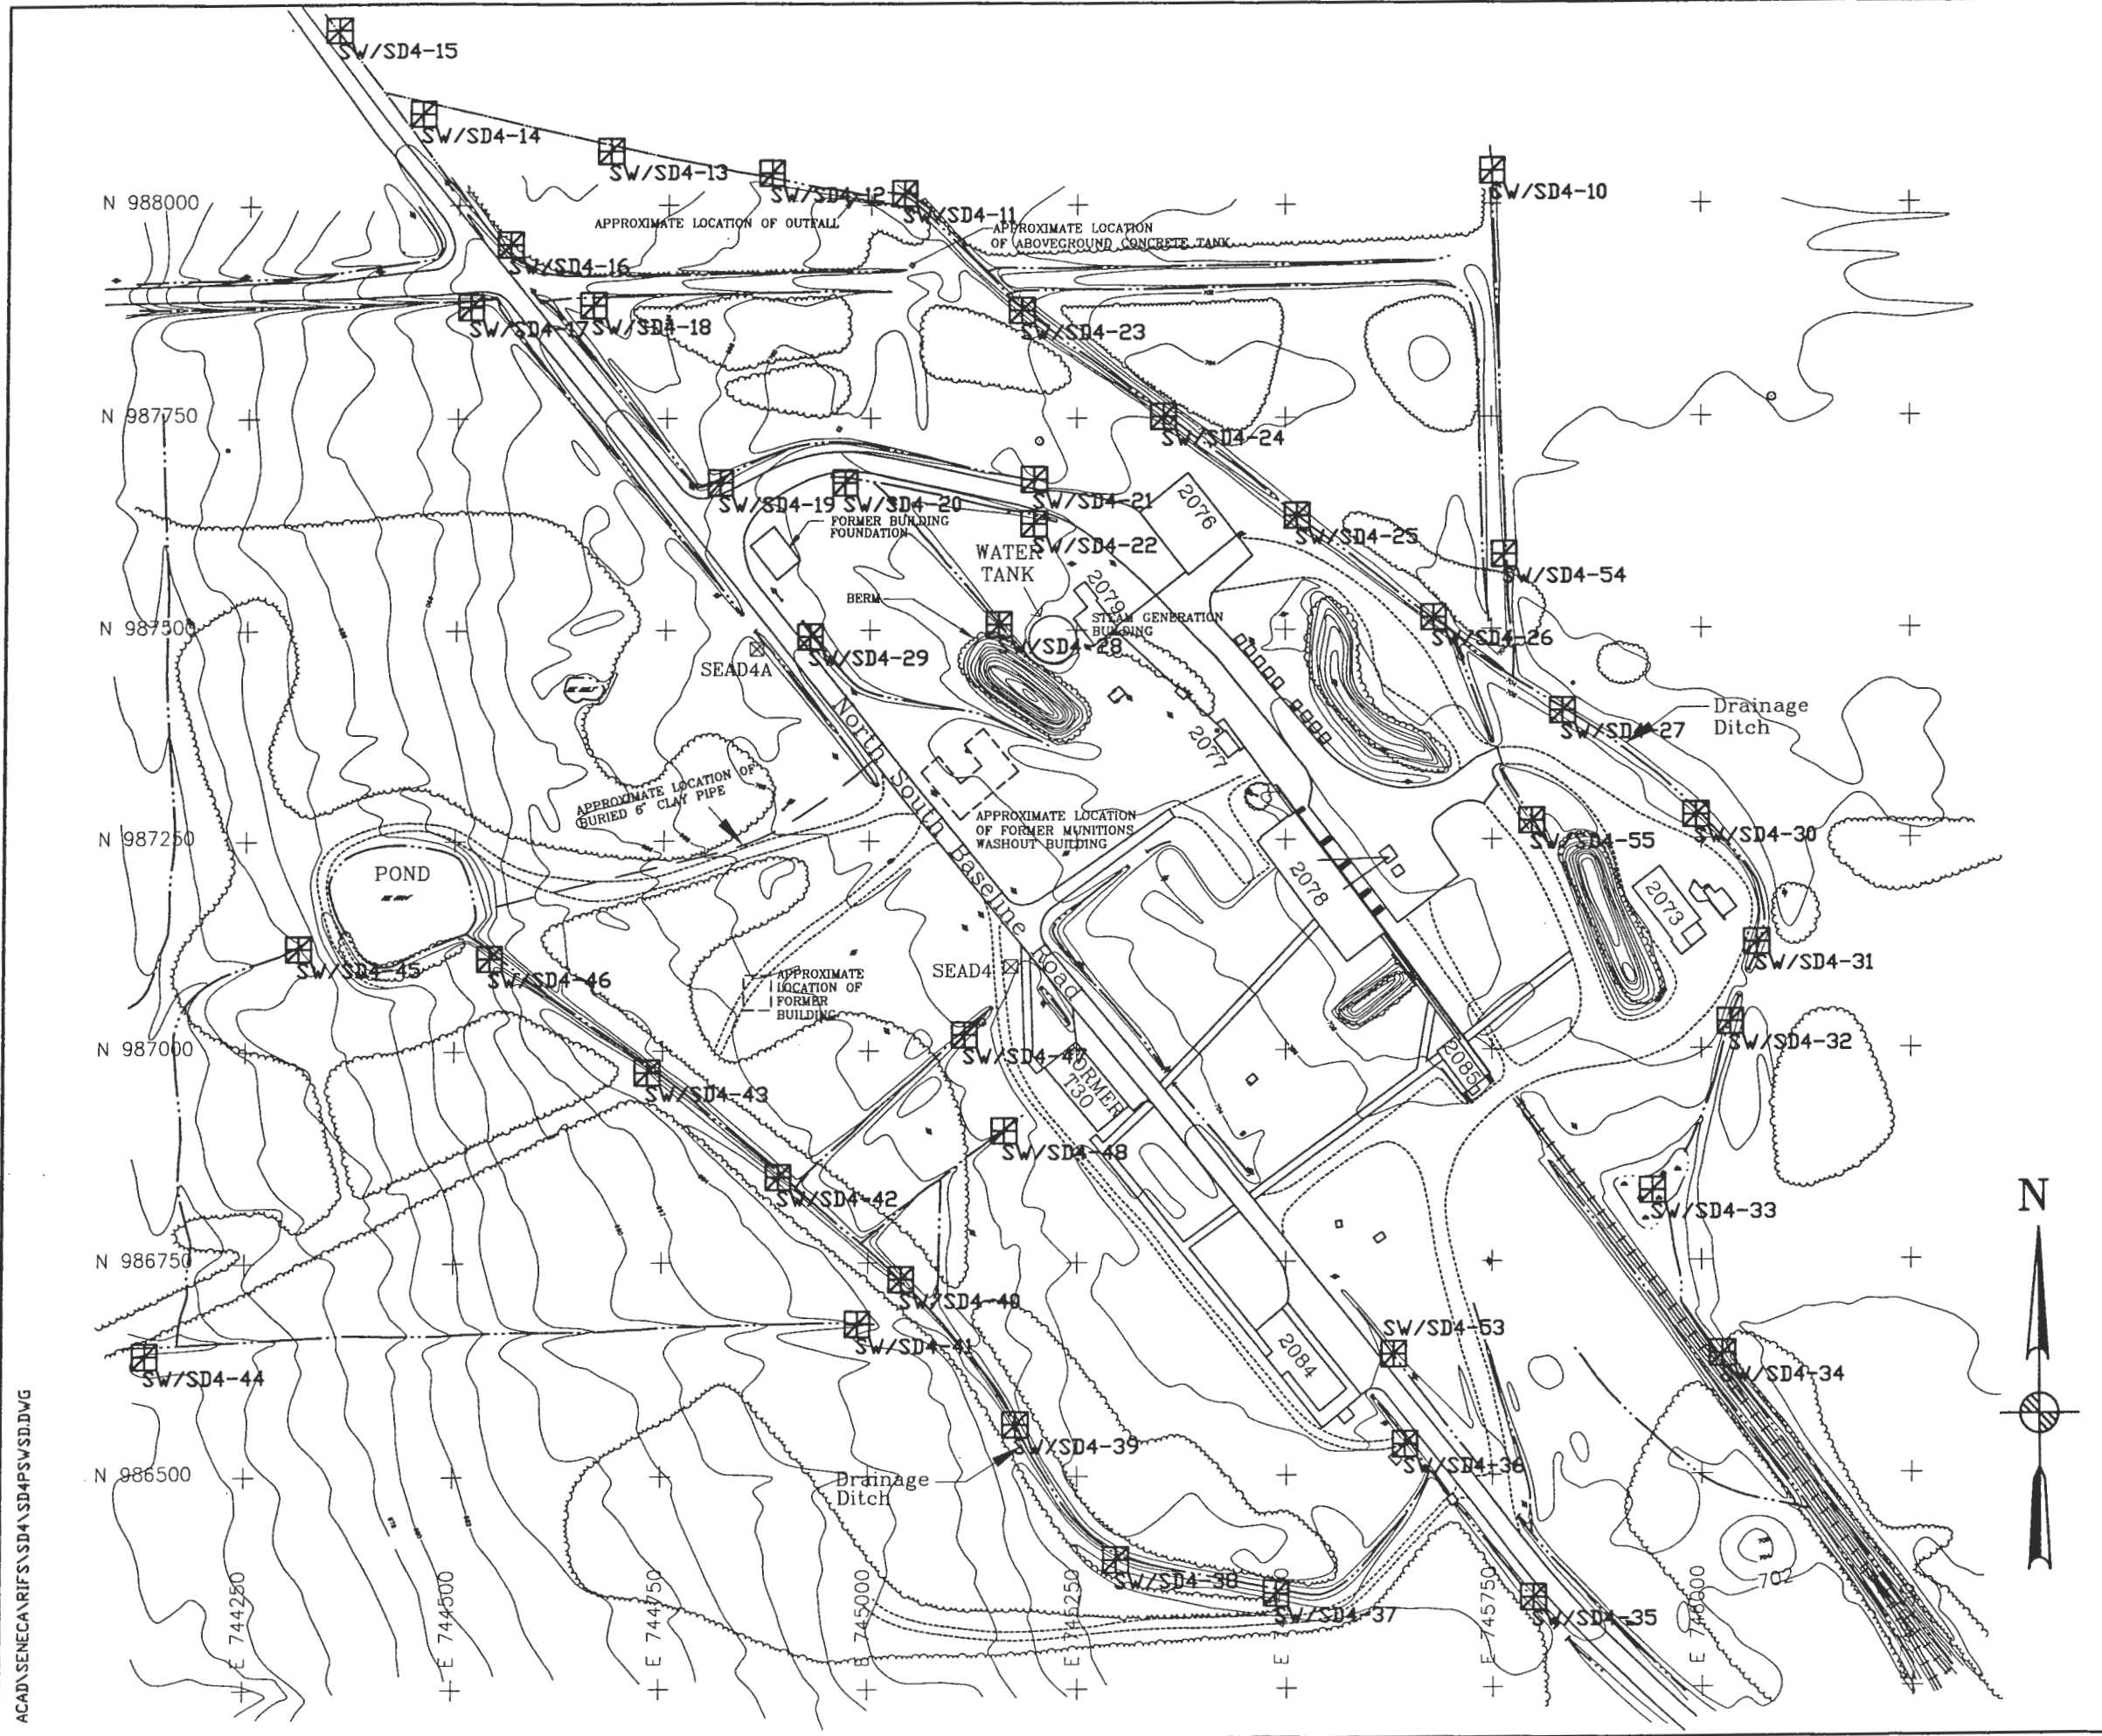 SW/SD4-15
SW/SD4-14
SW/SD4-13
SW/SD4-12
SW/SD4-11
SW/SD4-10
N 988000
APPROXIMATE LOCATION OF OUTFALL
APPROXIMATE LOCATION
OF ABOVEGROUND CONCRETE TANK
SW/SD4-16
SW/SD4-17
SW/SD4-18
SW/SD4-23
N 987750
SW/SD4-24
SW/SD4-19
SW/SD4-20
SW/SD4-21
2076
FORMER BUILDING
FOUNDATION
SW/SD4-22
SW/SD4-25
WATER
TANK
SW/SD4-54
2079
BERM
STEAM GENERATION
BUILDING
N 987500
SW/SD4-26
SW/SD4-28
SW/SD4-29
SEAD4A
North South Baseline Road
2077
SW/SD4-27
Drainage
Ditch
APPROXIMATE LOCATION OF
BURIED 6" CLAY PIPE
APPROXIMATE LOCATION
OF FORMER MUNITIONS
WASHOUT BUILDING
N 987250
SW/SD4-30
SW/SD4-55
POND
2078
2073
SW/SD4-45
SW/SD4-46
APPROXIMATE
LOCATION OF
FORMER
BUILDING
SEAD4
SW/SD4-31
N 987000
SW/SD4-47
SW/SD4-32
2085
SW/SD4-43
FORMER
T30
SW/SD4-48
SW/SD4-42
SW/SD4-33
N
N 986750
SW/SD4-40
SW/SD4-41
SW/SD4-53
2084
SW/SD4-44
SW/SD4-34
SW/SD4-39
SW/SD4-36
N 986500
Drainage
Ditch
SW/SD4-38
SW/SD4-37
SW/SD4-35
702
E 744250
E 744500
E 744750
E 745000
E 745250
E 745750
E 746000
ACAD\SENECA\RIFS\SD4\SD4PSWSD.DWG